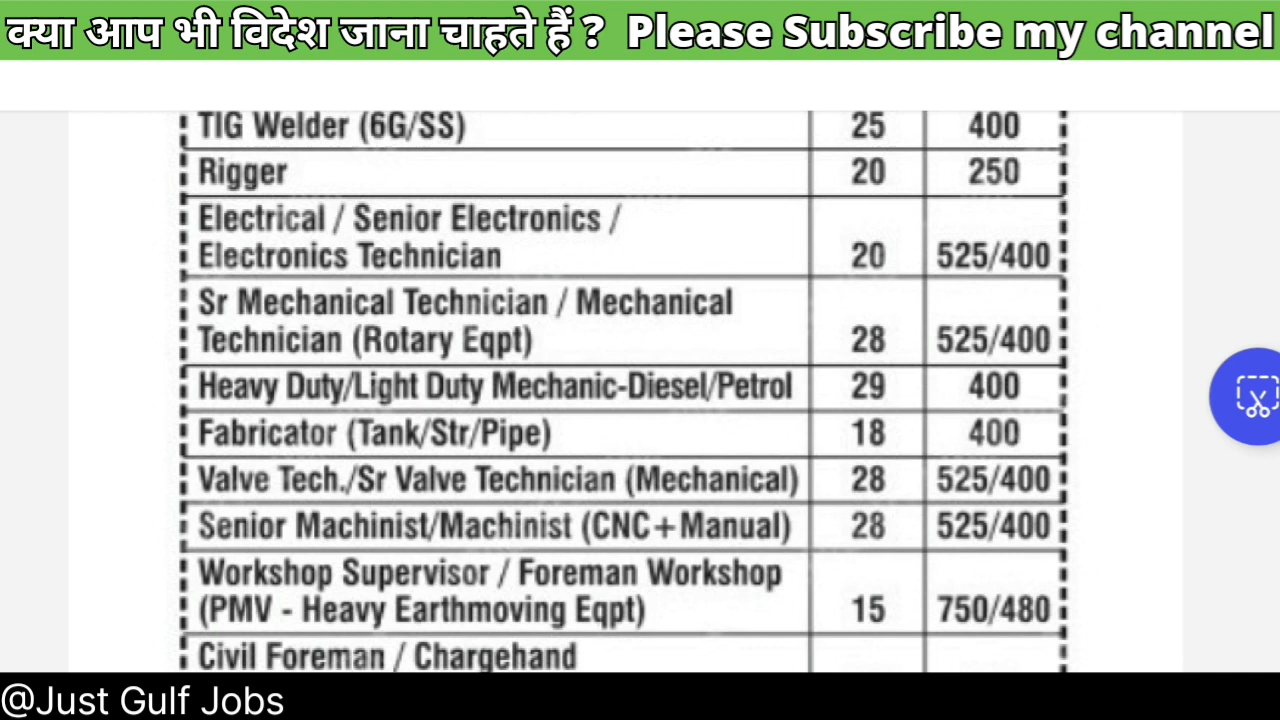 क्या आप भी विदेश जाना चाहते हैं ? Please Subscribe my channel
TIG Welder (6G/SS) 25 400
Rigger 20 250
Electrical / Senior Electronics /
Electronics Technician 20 525/400
Sr Mechanical Technician / Mechanical
Technician (Rotary Eqpt) 28 525/400
Heavy Duty/Light Duty Mechanic-Diesel/Petrol 29 400
Fabricator (Tank/Str/Pipe) 18 400
Valve Tech./Sr Valve Technician (Mechanical) 28 525/400
Senior Machinist/Machinist (CNC+Manual) 28 525/400
Workshop Supervisor / Foreman Workshop
(PMV - Heavy Earthmoving Eqpt) 15 750/480
Civil Foreman / Chargehand
@Just Gulf Jobs